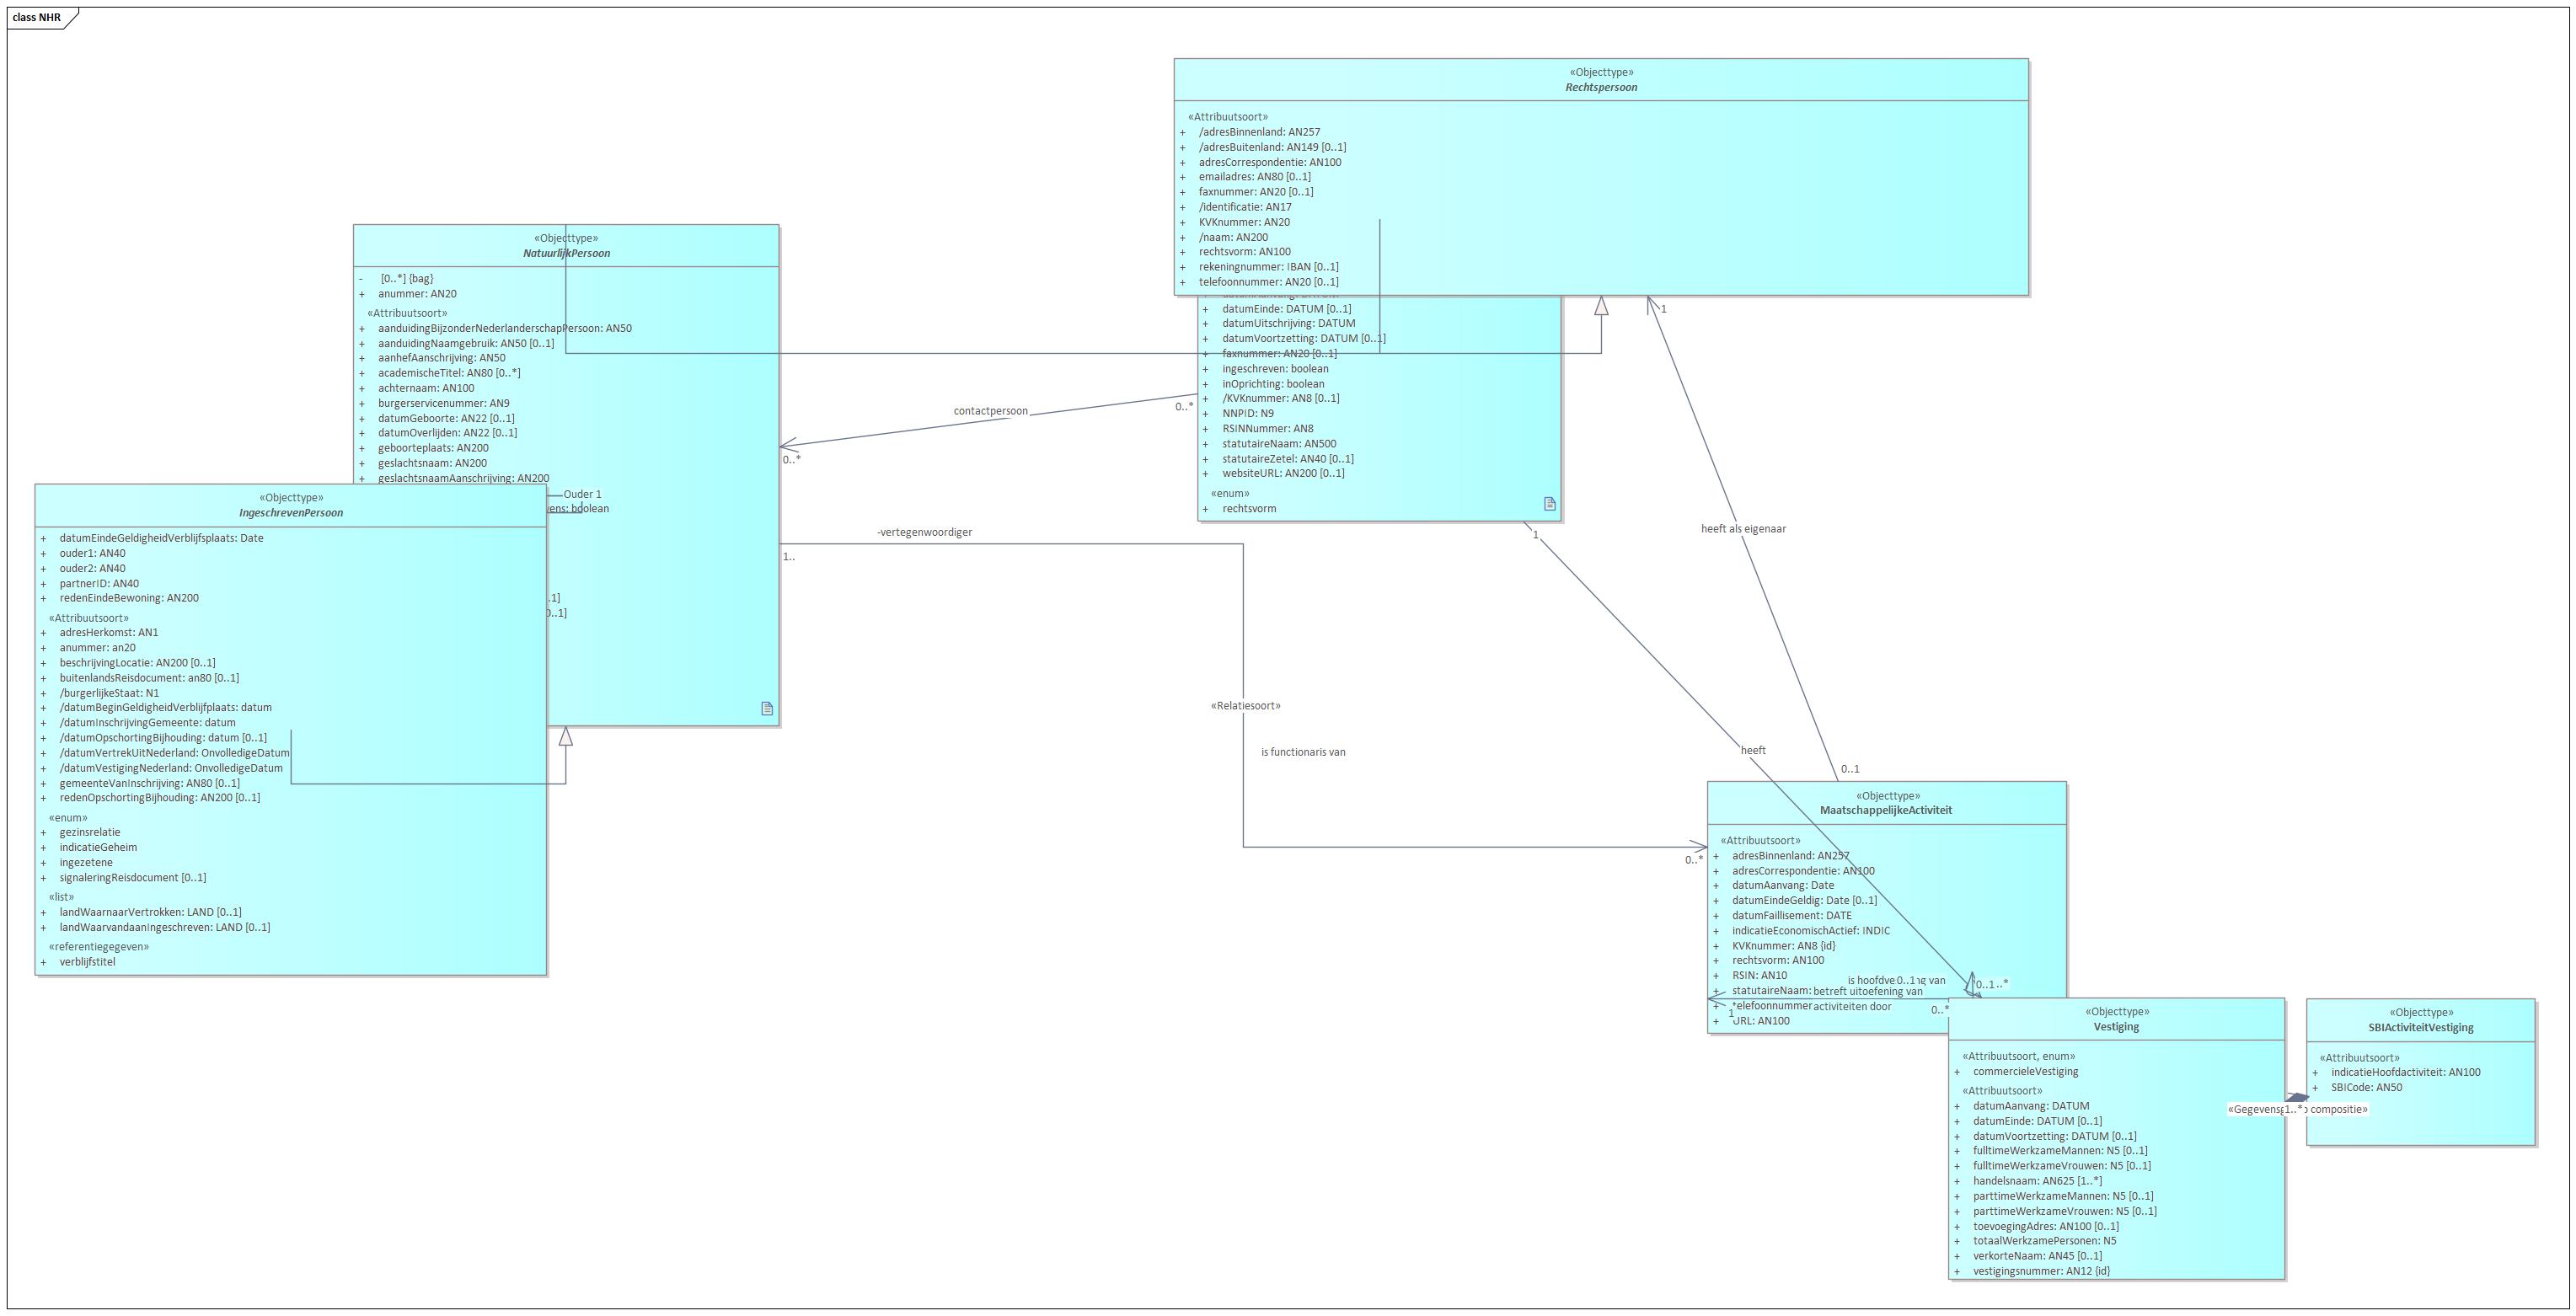 class NHR
«Objecttype»
Rechtspersoon
«Attribuutsoort»
+ /adresBinnenland: AN257
+ /adresBuitenland: AN149 [0..1]
+ adresCorrespondentie: AN100
+ emailadres: AN80 [0..1]
+ faxnummer: AN20 [0..1]
+ /identificatie: AN17
+ KVKnummer: AN20
+ /naam: AN200
+ rechtsvorm: AN100
+ rekeningnummer: IBAN [0..1]
+ telefoonnummer: AN20 [0..1]
«Objecttype»
NatuurlijkPersoon
- [0..*] {bag}
+ anummer: AN20
«Attribuutsoort»
+ aanduidingBijzonderNederlanderschapPersoon: AN50
+ aanduidingNaamgebruik: AN50 [0..1]
+ aanhefAanschrijving: AN50
+ academischeTitel: AN80 [0..*]
+ achternaam: AN100
+ burgerservicenummer: AN9
+ datumGeboorte: AN22 [0..1]
+ datumOverlijden: AN22 [0..1]
+ geboorteplaats: AN200
+ geslachtsnaam: AN200
+ geslachtsnaamAanschrijving: AN200
Ouder 1
ens: boolean
.1]
0..1]
+ datumEinde: DATUM [0..1]
+ datumUitschrijving: DATUM
+ datumVoortzetting: DATUM [0..1]
+ faxnummer: AN20 [0..1]
+ ingeschreven: boolean
+ inOprichting: boolean
+ /KVKnummer: AN8 [0..1]
+ NNPID: N9
+ RSINNummer: AN8
+ statutaireNaam: AN500
+ statutaireZetel: AN40 [0..1]
+ websiteURL: AN200 [0..1]
«enum»
+ rechtsvorm
1
contactpersoon
0..*
0..*
«Objecttype»
IngeschrevenPersoon
+ datumEindeGeldigheidVerblijfsplaats: Date
+ ouder1: AN40
+ ouder2: AN40
+ partnerID: AN40
+ redenEindeBewoning: AN200
«Attribuutsoort»
+ adresHerkomst: AN1
+ anummer: an20
+ beschrijvingLocatie: AN200 [0..1]
+ buitenlandsReisdocument: an80 [0..1]
+ /burgerlijkeStaat: N1
+ /datumBeginGeldigheidVerblijfplaats: datum
+ /datumInschrijvingGemeente: datum
+ /datumOpschortingBijhouding: datum [0..1]
+ /datumVertrekUitNederland: OnvolledigeDatum
+ /datumVestigingNederland: OnvolledigeDatum
+ gemeenteVanInschrijving: AN80 [0..1]
+ redenOpschortingBijhouding: AN200 [0..1]
«enum»
+ gezinsrelatie
+ indicatieGeheim
+ ingezetene
+ signaleringReisdocument [0..1]
«list»
+ landWaarnaarVertrokken: LAND [0..1]
+ landWaarvandaanIngeschreven: LAND [0..1]
«referentiegegeven»
+ verblijfstitel
-vertegenwoordiger
1..
«Relatiesoort»
is functionaris van
0..*
1
heeft als eigenaar
heeft
0..1
«Objecttype»
MaatschappelijkeActiviteit
«Attribuutsoort»
+ adresBinnenland: AN257
+ adresCorrespondentie: AN100
+ datumAanvang: Date
+ datumEindeGeldig: Date [0..1]
+ datumFaillisement: DATE
+ indicatieEconomischActief: INDIC
+ KVKnummer: AN8 {id}
+ rechtsvorm: AN100
+ RSIN: AN10
+ statutaireNaam:
+ telefoonnummer
+ URL: AN100
is hoofdve
0..1
ng van
betreft uitoefening van
activiteiten door
1
0..*
0..1
..*
«Objecttype»
Vestiging
«Attribuutsoort, enum»
+ commercieleVestiging
«Attribuutsoort»
+ datumAanvang: DATUM
+ datumEinde: DATUM [0..1]
+ datumVoortzetting: DATUM [0..1]
+ fulltimeWerkzameMannen: N5 [0..1]
+ fulltimeWerkzameVrouwen: N5 [0..1]
+ handelsnaam: AN625 [1..*]
+ parttimeWerkzameMannen: N5 [0..1]
+ parttimeWerkzameVrouwen: N5 [0..1]
+ toevoegingAdres: AN100 [0..1]
+ totaalWerkzamePersonen: N5
+ verkorteNaam: AN45 [0..1]
+ vestigingsnummer: AN12 {id}
«Objecttype»
SBIActiviteitVestiging
«Attribuutsoort»
+ indicatieHoofdactiviteit: AN100
+ SBICode: AN50
«Gegevensg
1..*
compositie»